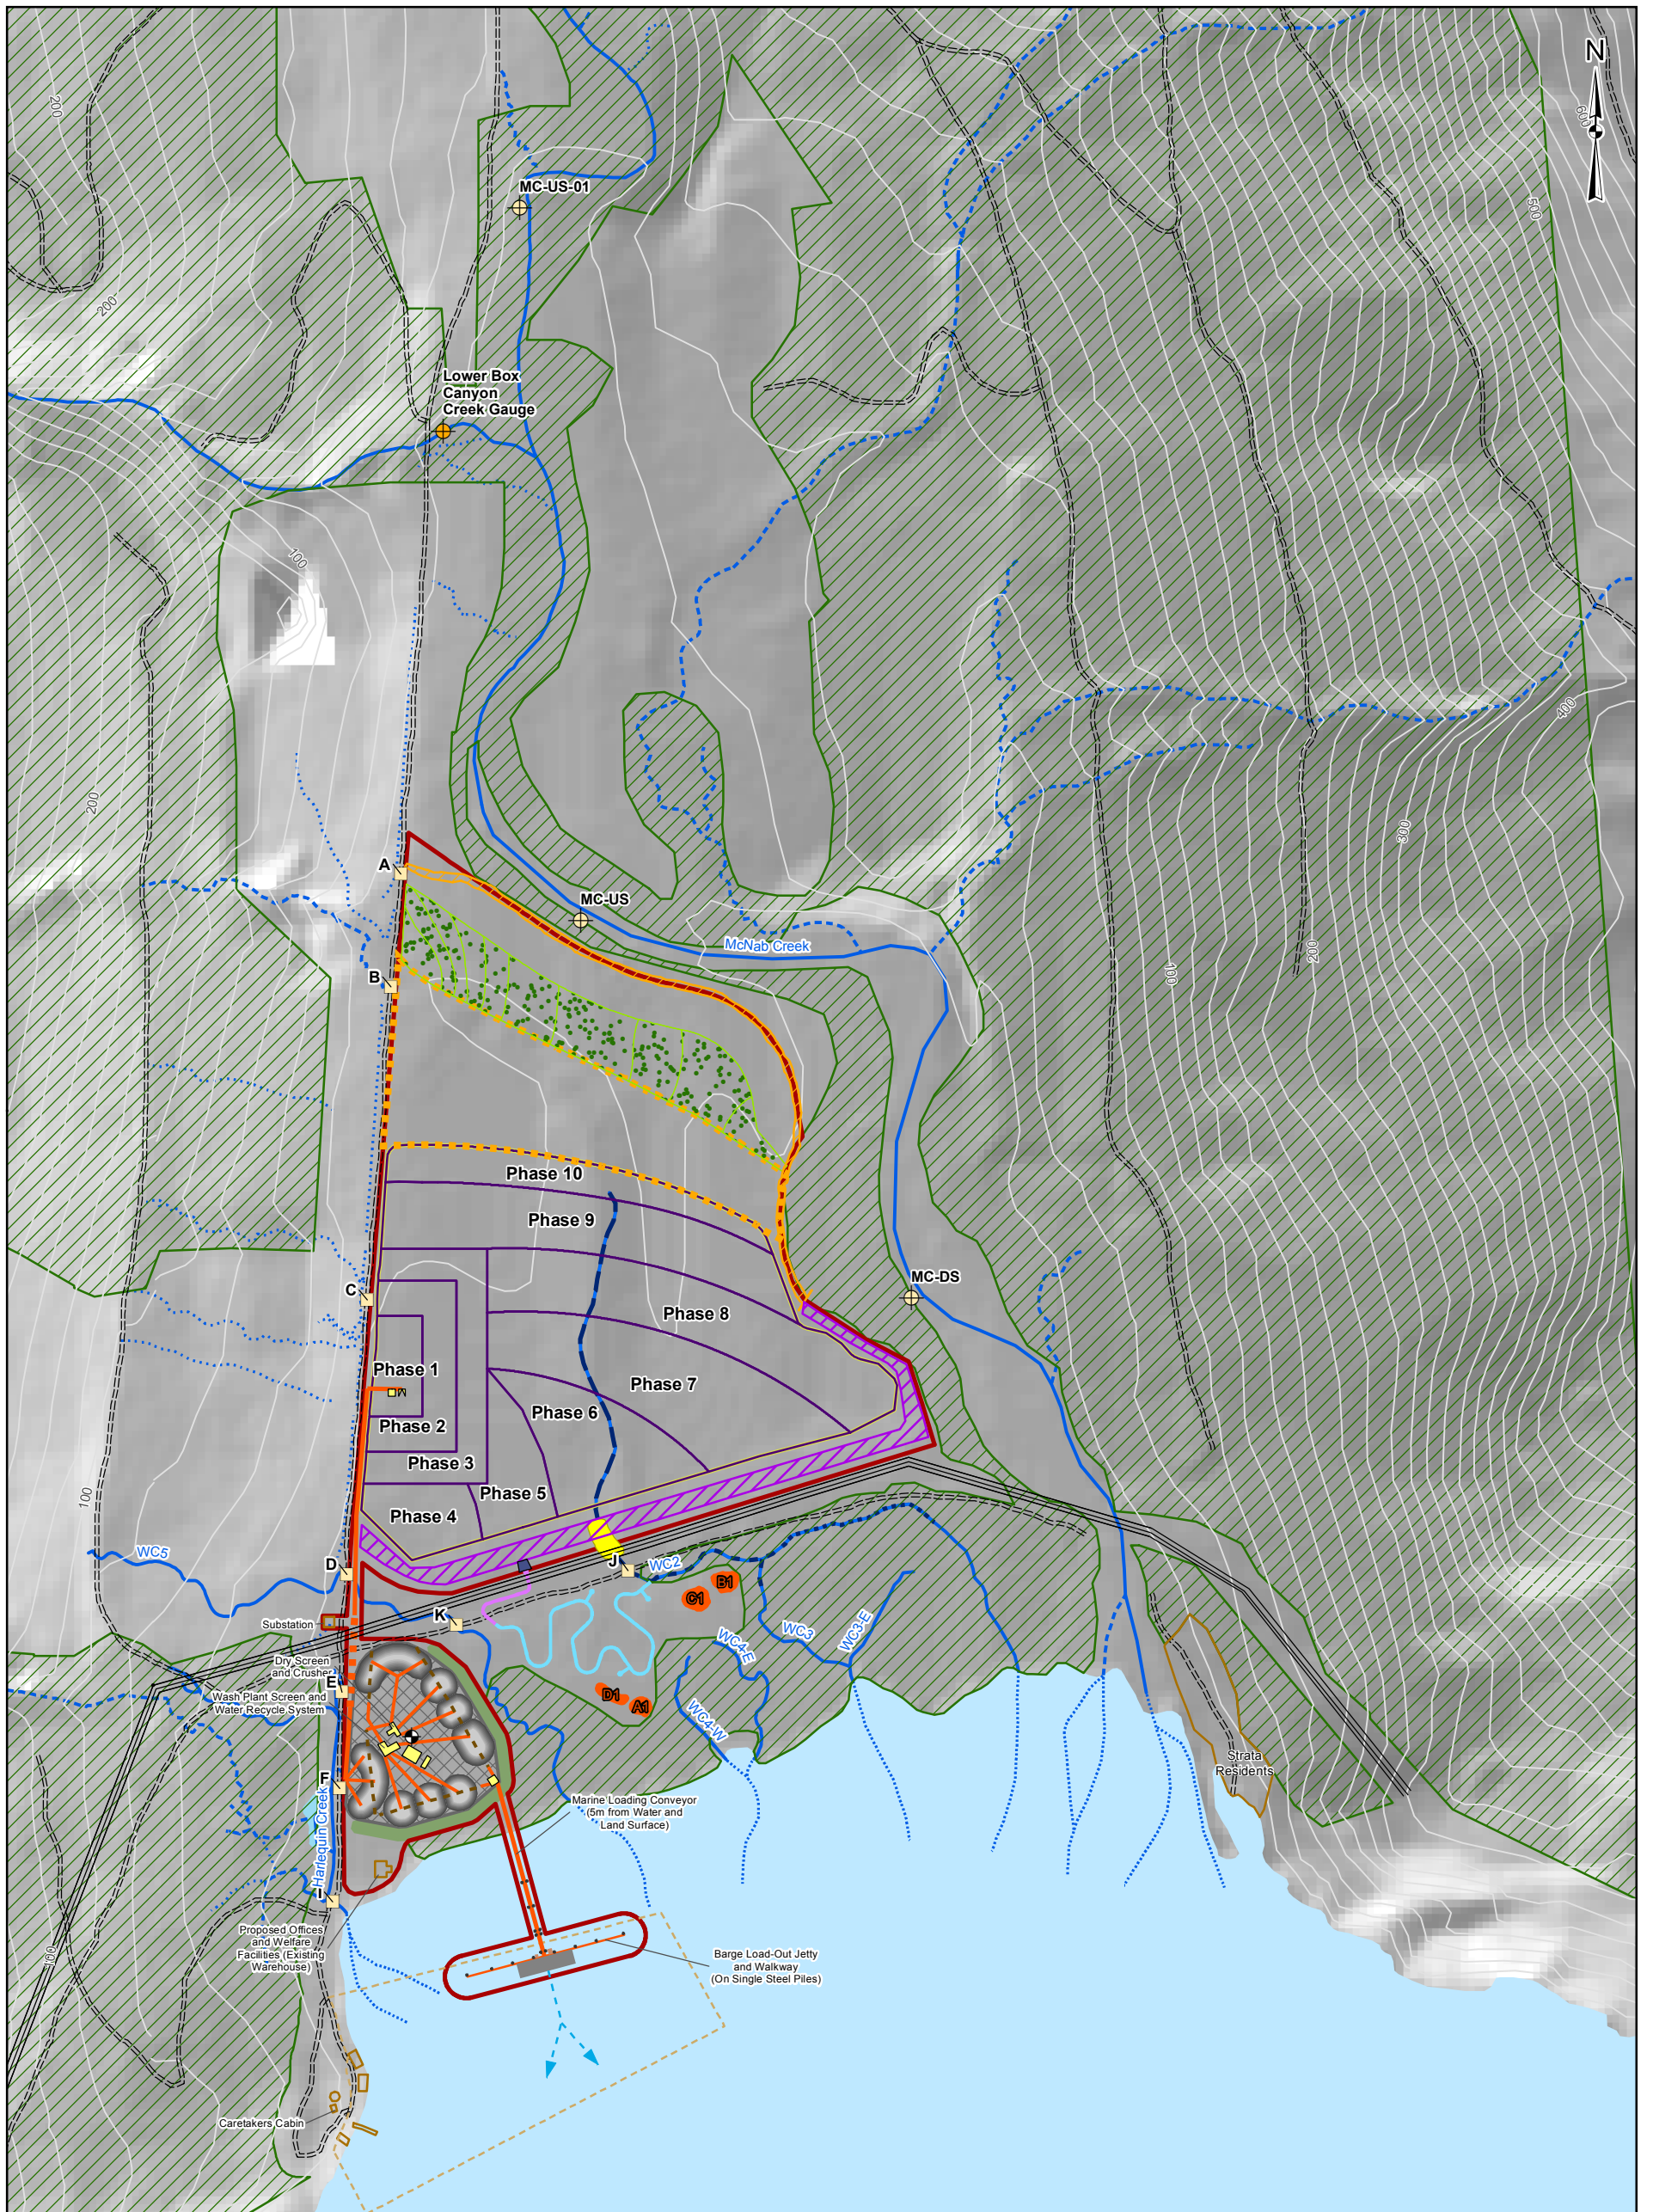 N
200
600
MC-US-01
500
200
Lower Box
Canyon
Creek Gauge
100
400
200
300
A
MC-US
McNab Creek
200
100
B
Phase 10
Phase 9
MC-DS
C
Phase 8
Phase 1
Phase 7
Phase 6
Phase 2
Phase 3
Phase 5
100
Phase 4
WC5
D
J
WC2
B1
C1
K
Substation
WC3
WC3-E
WC4-E
Dry Screen
and Crusher
E
Wash Plant Screen and
Water Recycle System
D1
A1
WC4-W
Strata
Residents
F
Marine Loading Conveyor
(5m from Water and
Land Surface)
Harlequin Creek
I
Proposed Offices
and Welfare
Facilities (Existing
Warehouse)
100
Barge Load-Out Jetty
and Walkway
(On Single Steel Piles)
Caretakers Cabin